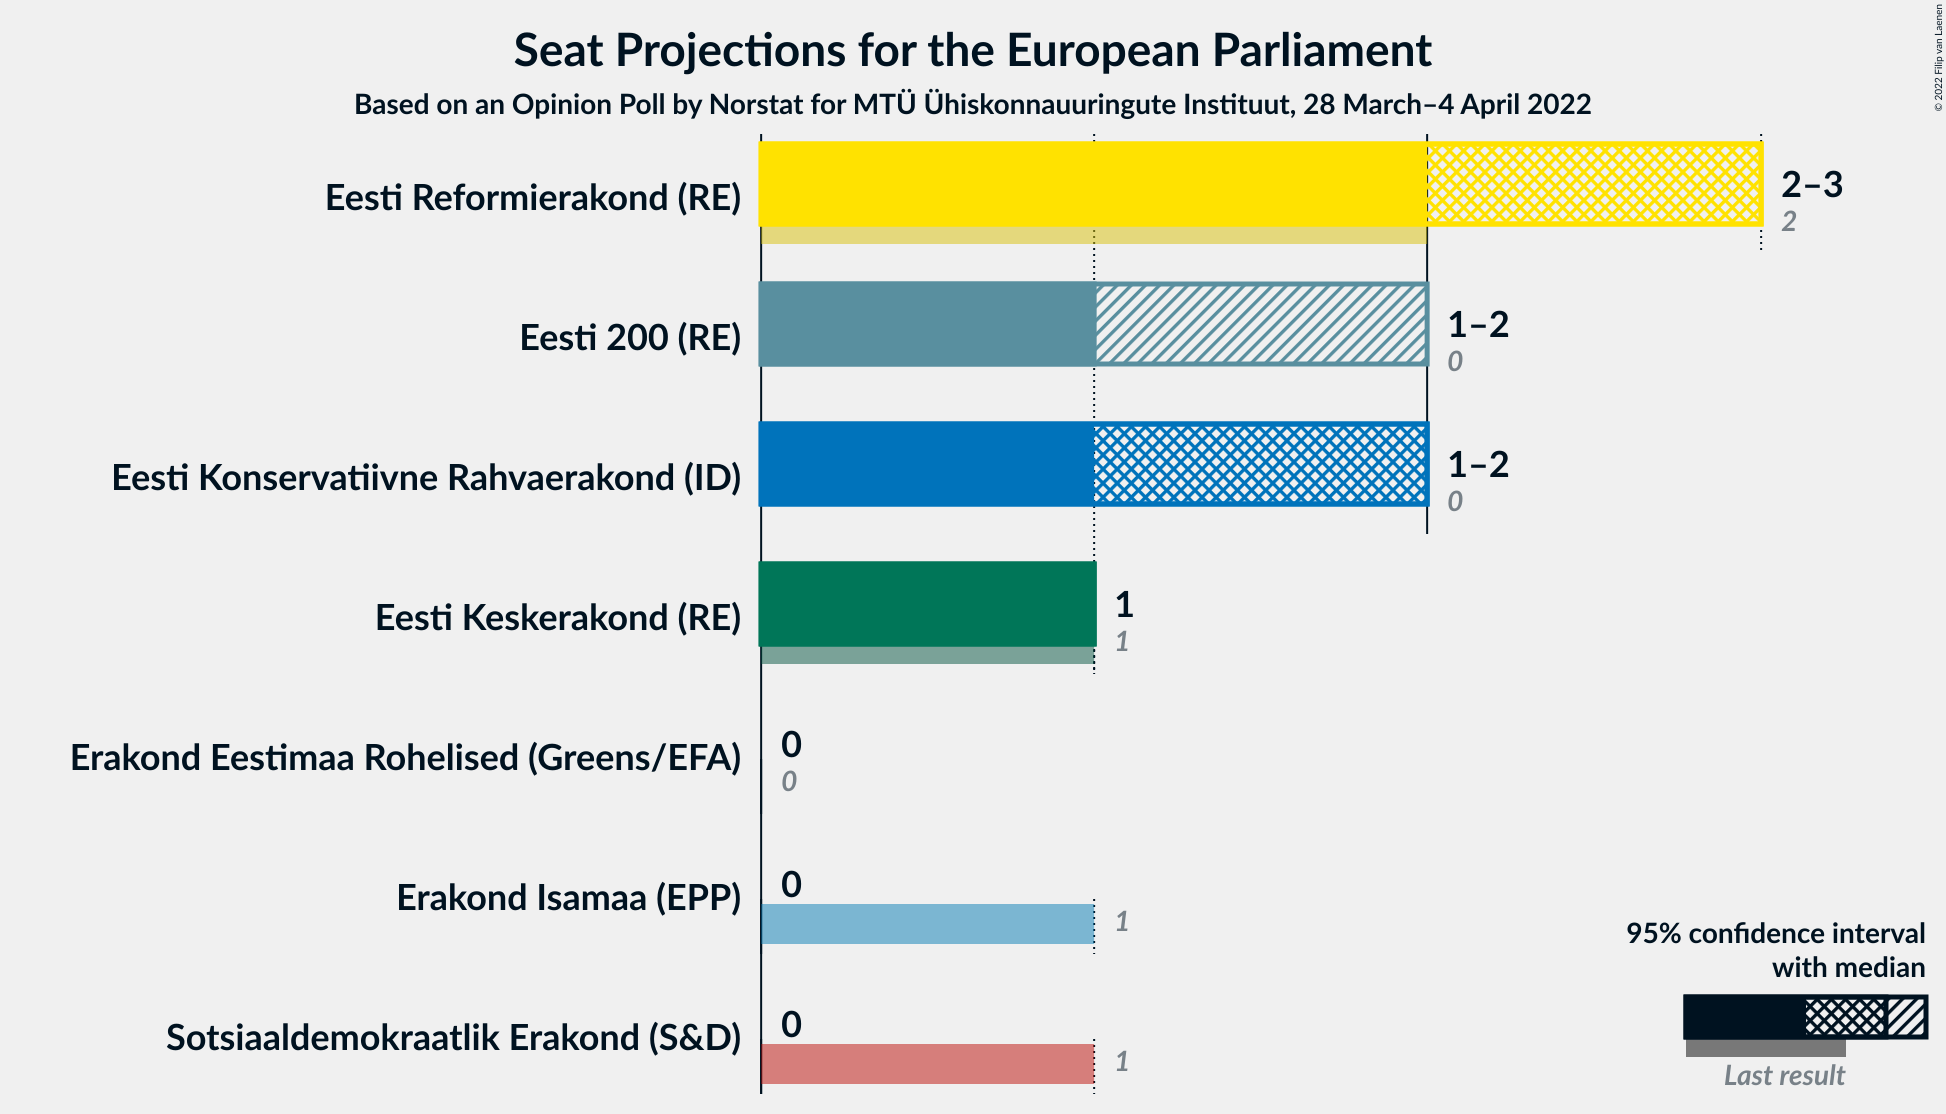 Seat Projections for the European Parliament
Based on an Opinion Poll by Norstat for MTÜ Ühiskonnauuringute Instituut, 28 March–4 April 2022
© 2022 Filip van Laenen
Eesti Reformierakond (RE)
2–3
2
Eesti 200 (RE)
1–2
0
Eesti Konservatiivne Rahvaerakond (ID)
1–2
0
Eesti Keskerakond (RE)
1
1
Erakond Eestimaa Rohelised (Greens/EFA)
0
0
Erakond Isamaa (EPP)
0
1
Sotsiaaldemokraatlik Erakond (S&D)
0
1
95% confidence interval
with median
Last result